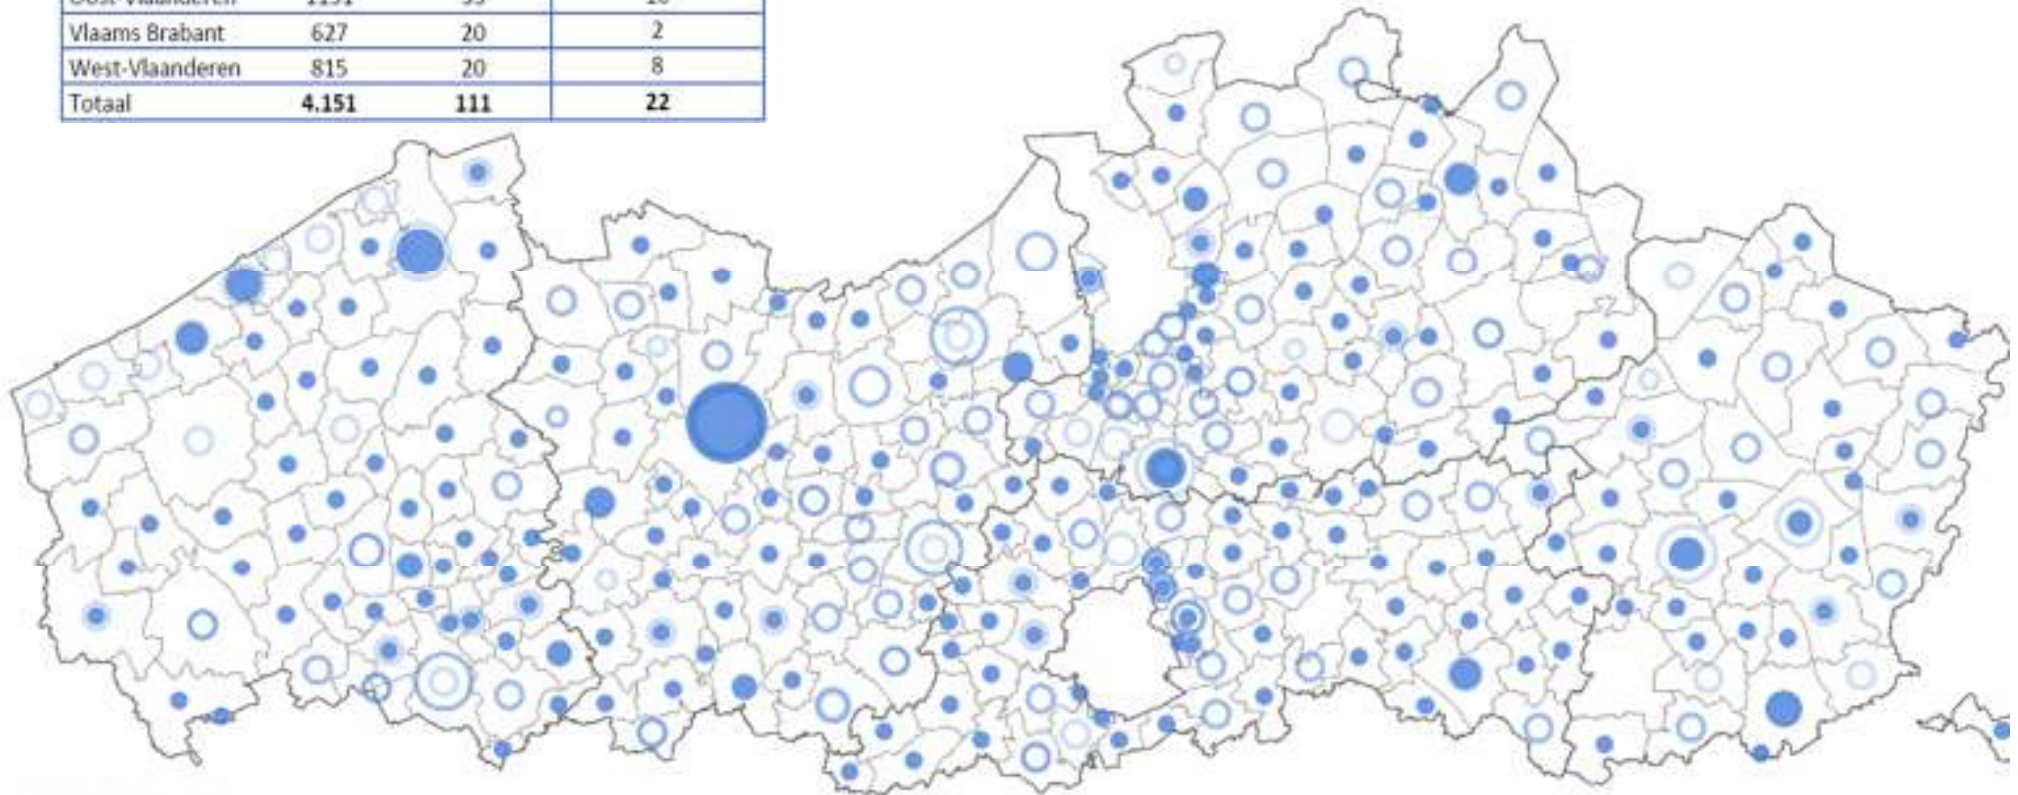 Vlaams Brabant 627 20 2
West-Vlaanderen 815 20 8
Totaal 4.151 111 22